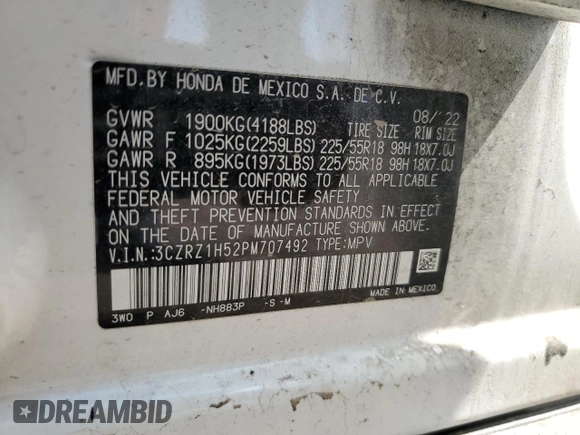 MFD. BY HONDA DE MEXICO S.A. DE C.V.
08/'22
GVWR 1900KG(4188LBS) TIRE SIZE RIM SIZE
GAWR F 1025KG(2259LBS) 225/55R18 98H 18X7.0J
GAWR R 895KG(1973LBS) 225/55R18 98H 18X7.0J
THIS VEHICLE CONFORMS TO ALL APPLICABLE
FEDERAL MOTOR VEHICLE SAFETY
AND THEFT PREVENTION STANDARDS IN EFFECT
ON THE DATE OF MANUFACTURE SHOWN ABOVE.
V.I.N.:3CZRZ1H52PM707492 TYPE:MPV
3W0 P AJ6 -NH883P -S-M MADE IN MEXICO
DREAMBID